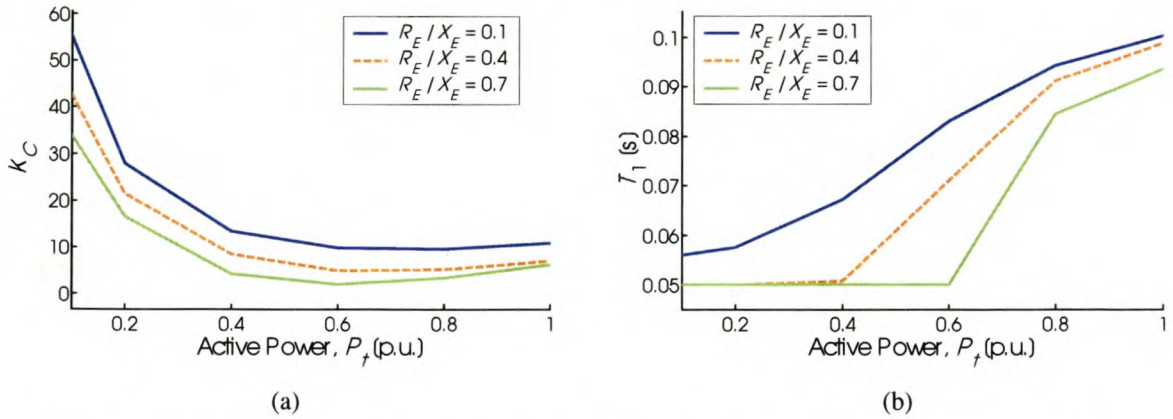 60
50
40
30
20
10
0
K_C
R_E / X_E = 0.1
R_E / X_E = 0.4
R_E / X_E = 0.7
0.2
0.4
0.6
0.8
1
Active Power, P_t (p.u.)
(a)
0.1
0.09
0.08
0.07
0.06
0.05
T_1 (s)
R_E / X_E = 0.1
R_E / X_E = 0.4
R_E / X_E = 0.7
0.2
0.4
0.6
0.8
1
Active Power, P_t (p.u.)
(b)